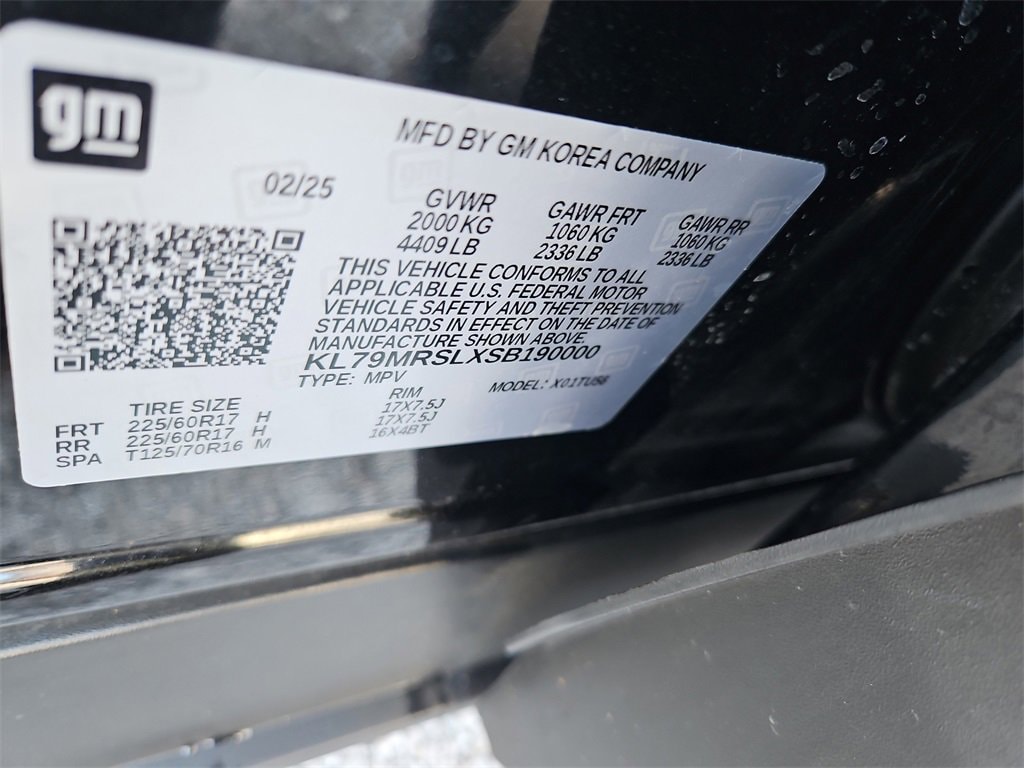 gm
MFD BY GM KOREA COMPANY
02/25
GVWR
2000 KG
4409 LB
GAWR FRT
1060 KG
2336 LB
GAWR RR
1060 KG
2336 LB
THIS VEHICLE CONFORMS TO ALL
APPLICABLE U.S. FEDERAL MOTOR
VEHICLE SAFETY AND THEFT PREVENTION
STANDARDS IN EFFECT ON THE DATE OF
MANUFACTURE SHOWN ABOVE.
KL79MRSLXSB190000
TYPE: MPV
MODEL:
TIRE SIZE
RIM
FRT 225/60R17 H 17X7.5J
RR 225/60R17 H 17X7.5J
SPA T125/70R16 M 16X4BT